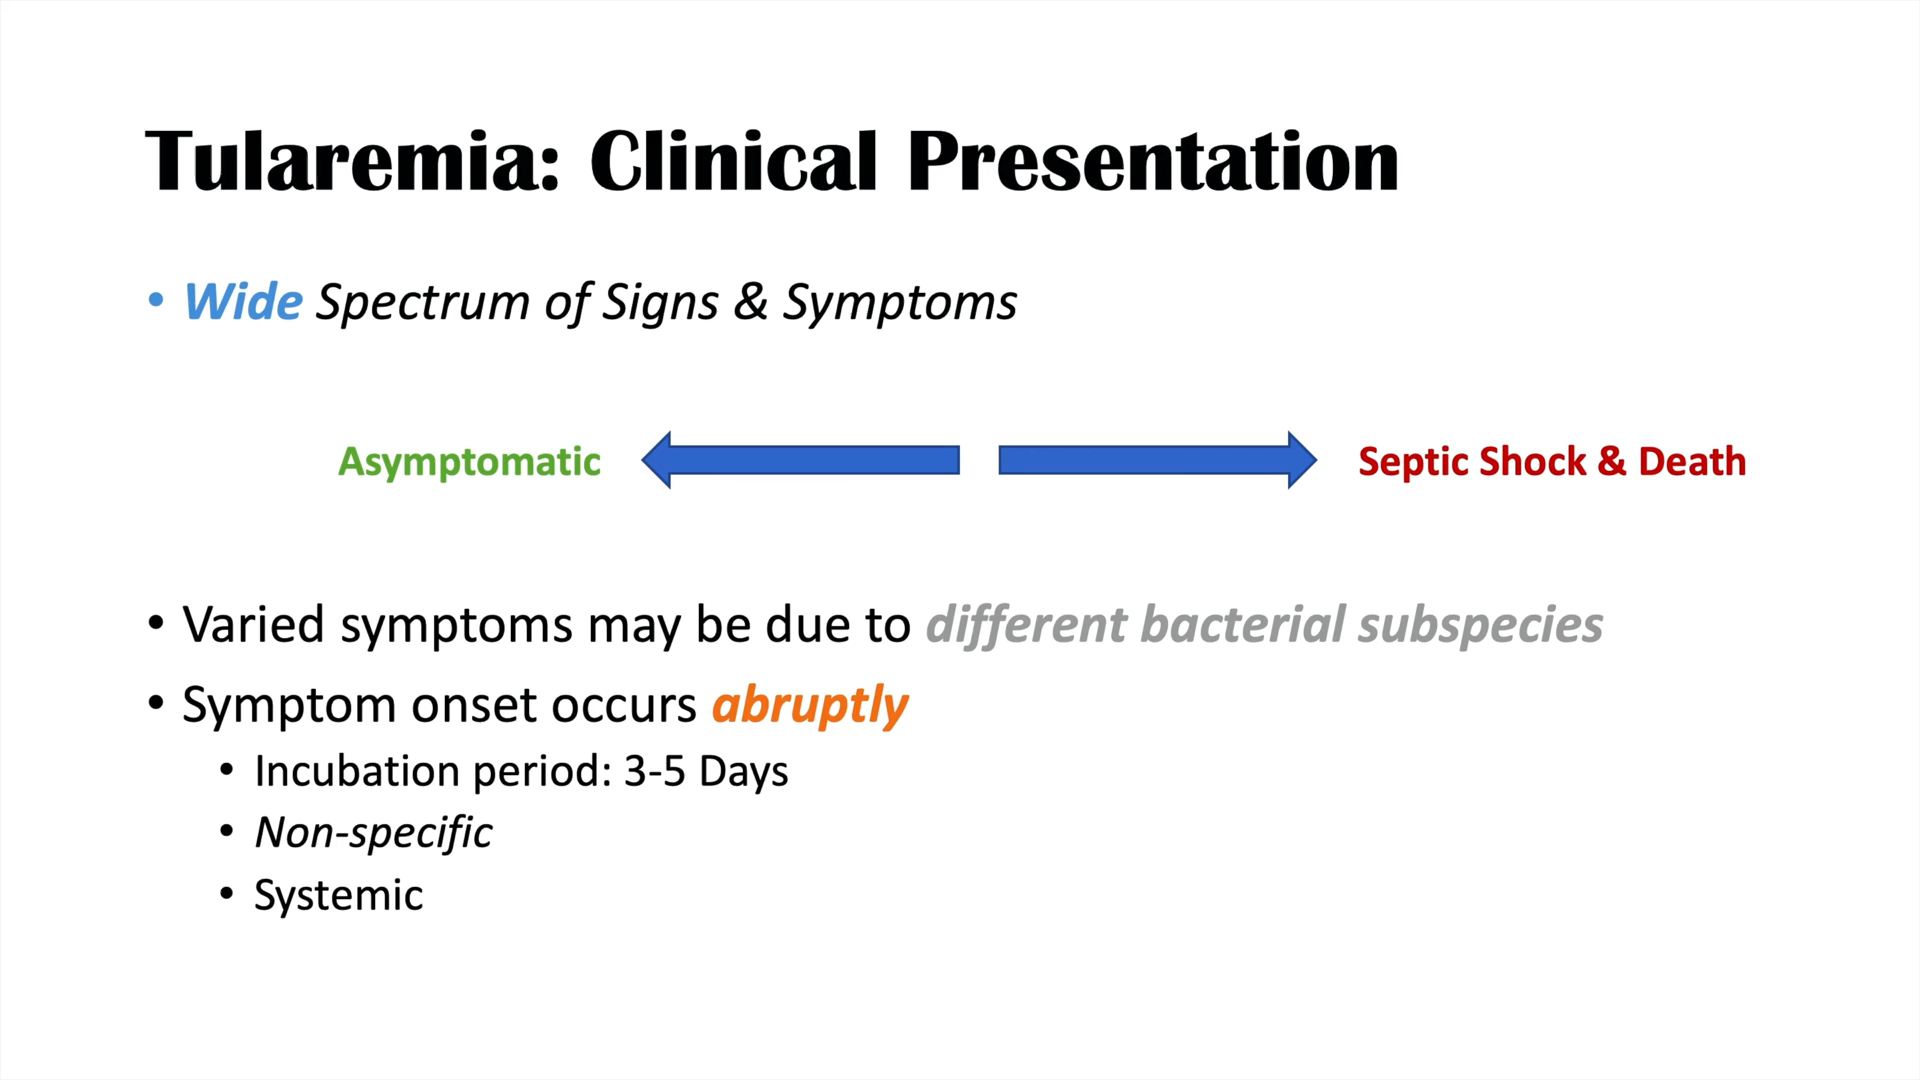 Tularemia: Clinical Presentation
• Wide Spectrum of Signs & Symptoms
Asymptomatic Septic Shock & Death
• Varied symptoms may be due to different bacterial subspecies
• Symptom onset occurs abruptly
• Incubation period: 3-5 Days
• Non-specific
• Systemic